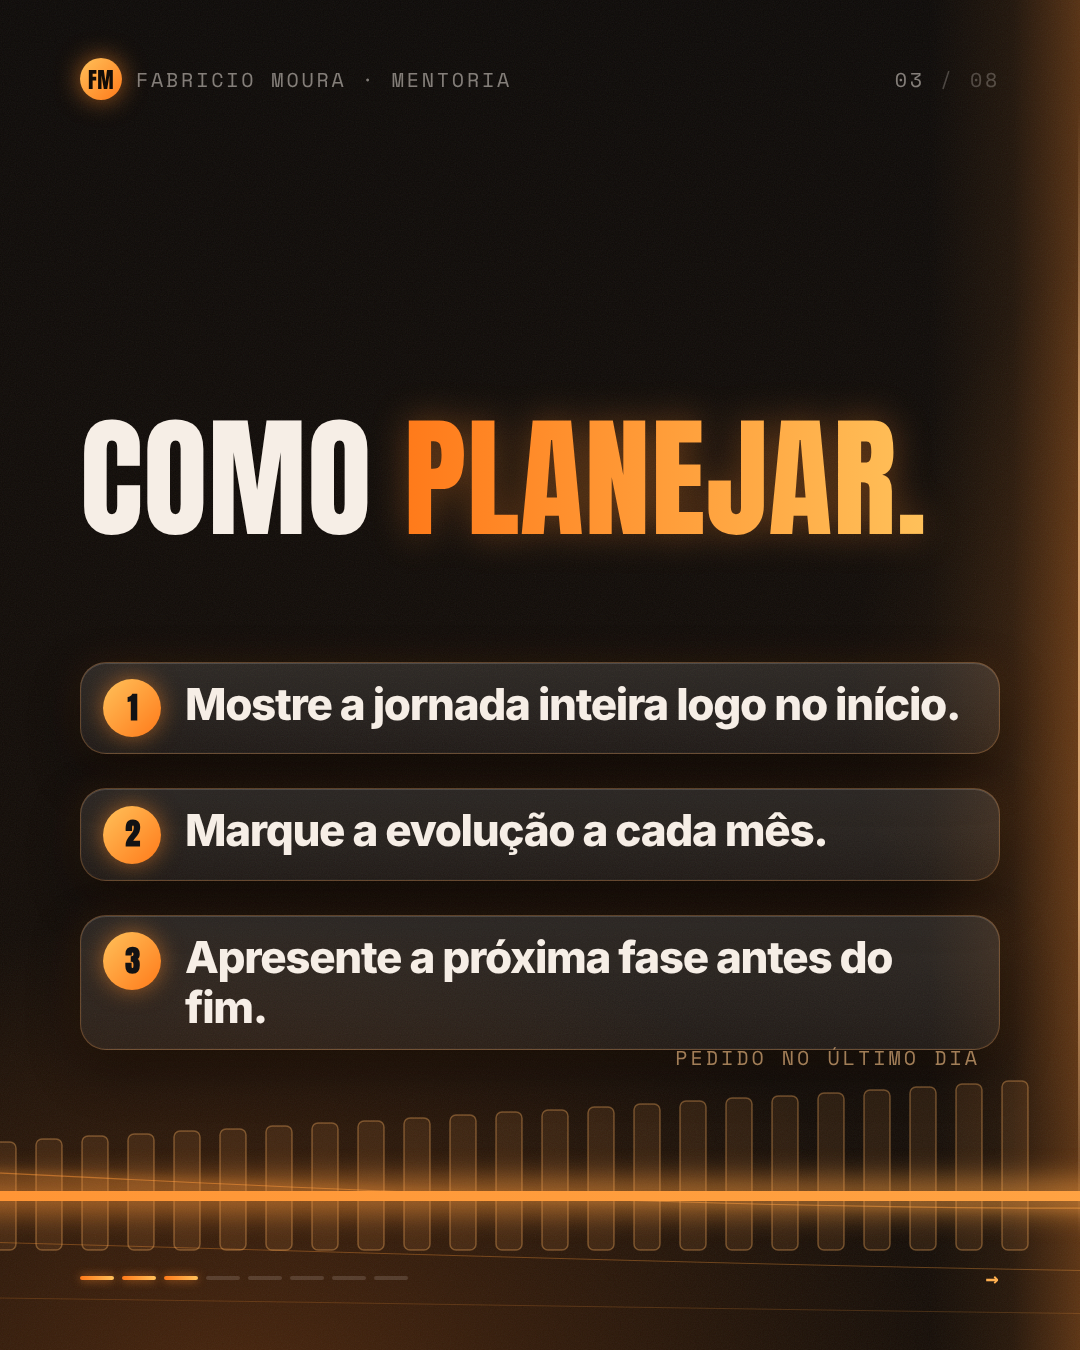 FM FABRICIO MOURA · MENTORIA
03 / 08
COMO PLANEJAR.
1 Mostre a jornada inteira logo no início.
2 Marque a evolução a cada mês.
3 Apresente a próxima fase antes do
fim.
PEDIDO NO ÚLTIMO DIA
→